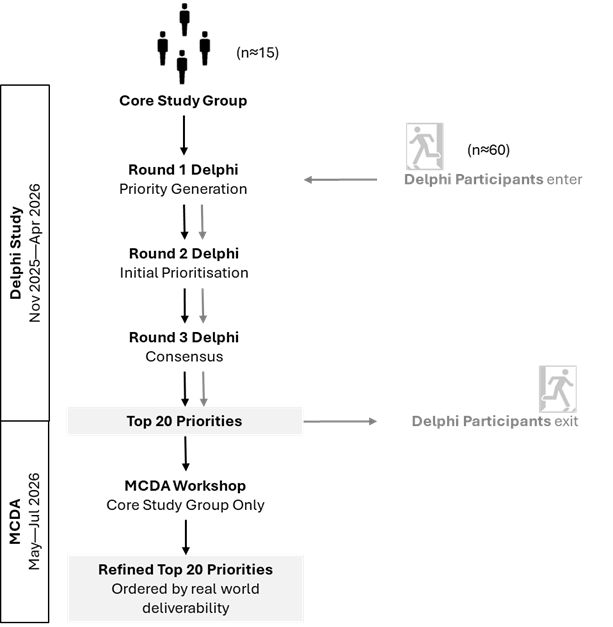 (n≈15)
Core Study Group
(n≈60)
Delphi Participants enter
Round 1 Delphi
Priority Generation
Round 2 Delphi
Initial Prioritisation
Round 3 Delphi
Consensus
Top 20 Priorities
Delphi Participants exit
MCDA Workshop
Core Study Group Only
Refined Top 20 Priorities
Ordered by real world
deliverability
Delphi Study
Nov 2025—Apr 2026
MCDA
May—Jul 2026